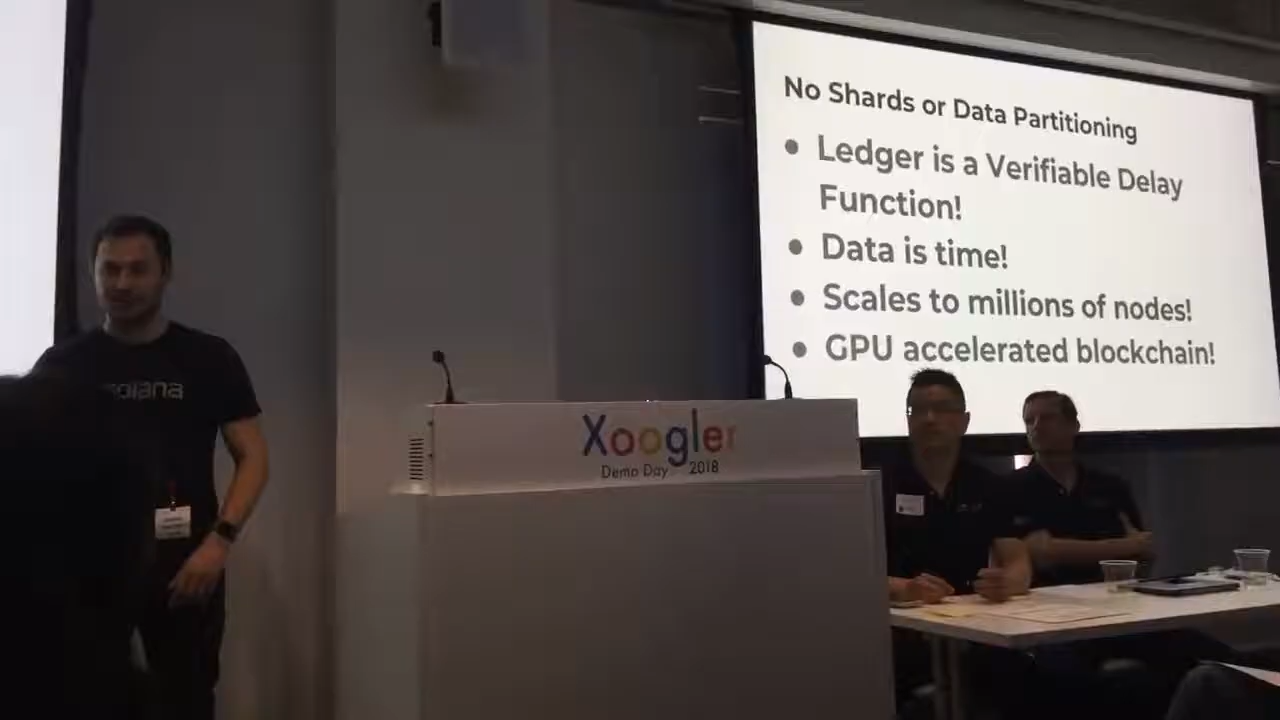 No Shards or Data Partitioning
● Ledger is a Verifiable Delay
Function!
● Data is time!
● Scales to millions of nodes!
● GPU accelerated blockchain!
solana
Xoogler
Demo Day 2018